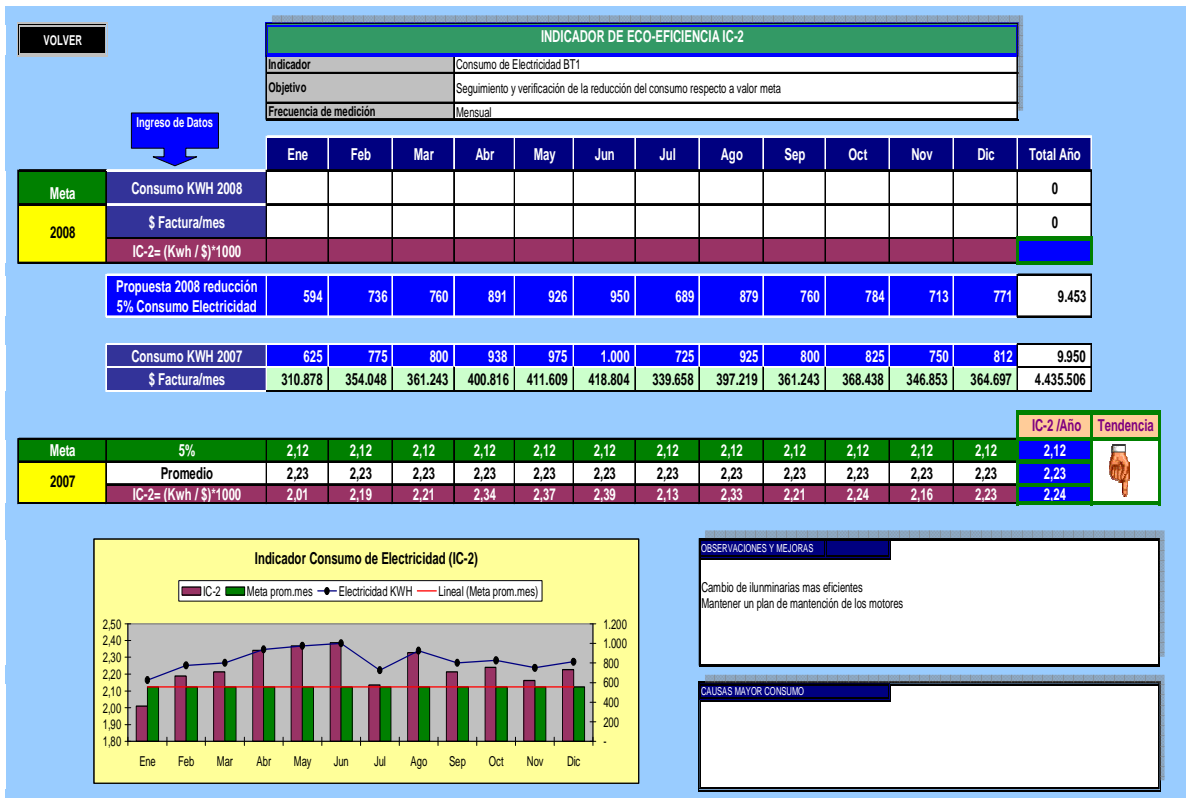 VOLVER
INDICADOR DE ECO-EFICIENCIA IC-2
Indicador Consumo de Electricidad BT1
Objetivo Seguimiento y verificación de la reducción del consumo respecto a valor meta
Frecuencia de medición Mensual
Ingreso de Datos
Ene Feb Mar Abr May Jun Jul Ago Sep Oct Nov Dic Total Año
Meta Consumo KWH 2008 0
2008 $ Factura/mes 0
IC-2= (Kwh / $)*1000
Propuesta 2008 reducción
5% Consumo Electricidad 594 736 760 891 926 950 689 879 760 784 713 771 9.453
Consumo KWH 2007 625 775 800 938 975 1.000 725 925 800 825 750 812 9.950
$ Factura/mes 310.878 354.048 361.243 400.816 411.609 418.804 339.658 397.219 361.243 368.438 346.853 364.697 4.435.506
IC-2 /Año Tendencia
Meta 5% 2,12 2,12 2,12 2,12 2,12 2,12 2,12 2,12 2,12 2,12 2,12 2,12 2,12
2007 Promedio 2,23 2,23 2,23 2,23 2,23 2,23 2,23 2,23 2,23 2,23 2,23 2,23 2,23
IC-2= (Kwh / $)*1000 2,01 2,19 2,21 2,34 2,37 2,39 2,13 2,33 2,21 2,24 2,16 2,23 2,24
Indicador Consumo de Electricidad (IC-2)
IC-2 Meta prom.mes Electricidad KWH Lineal (Meta prom.mes)
2,50 1.200
2,40 1.000
2,30 800
2,20 600
2,10 400
2,00 200
1,90 -
1,80
Ene Feb Mar Abr May Jun Jul Ago Sep Oct Nov Dic
OBSERVACIONES Y MEJORAS
Cambio de ilunminarias mas eficientes
Mantener un plan de mantención de los motores
CAUSAS MAYOR CONSUMO